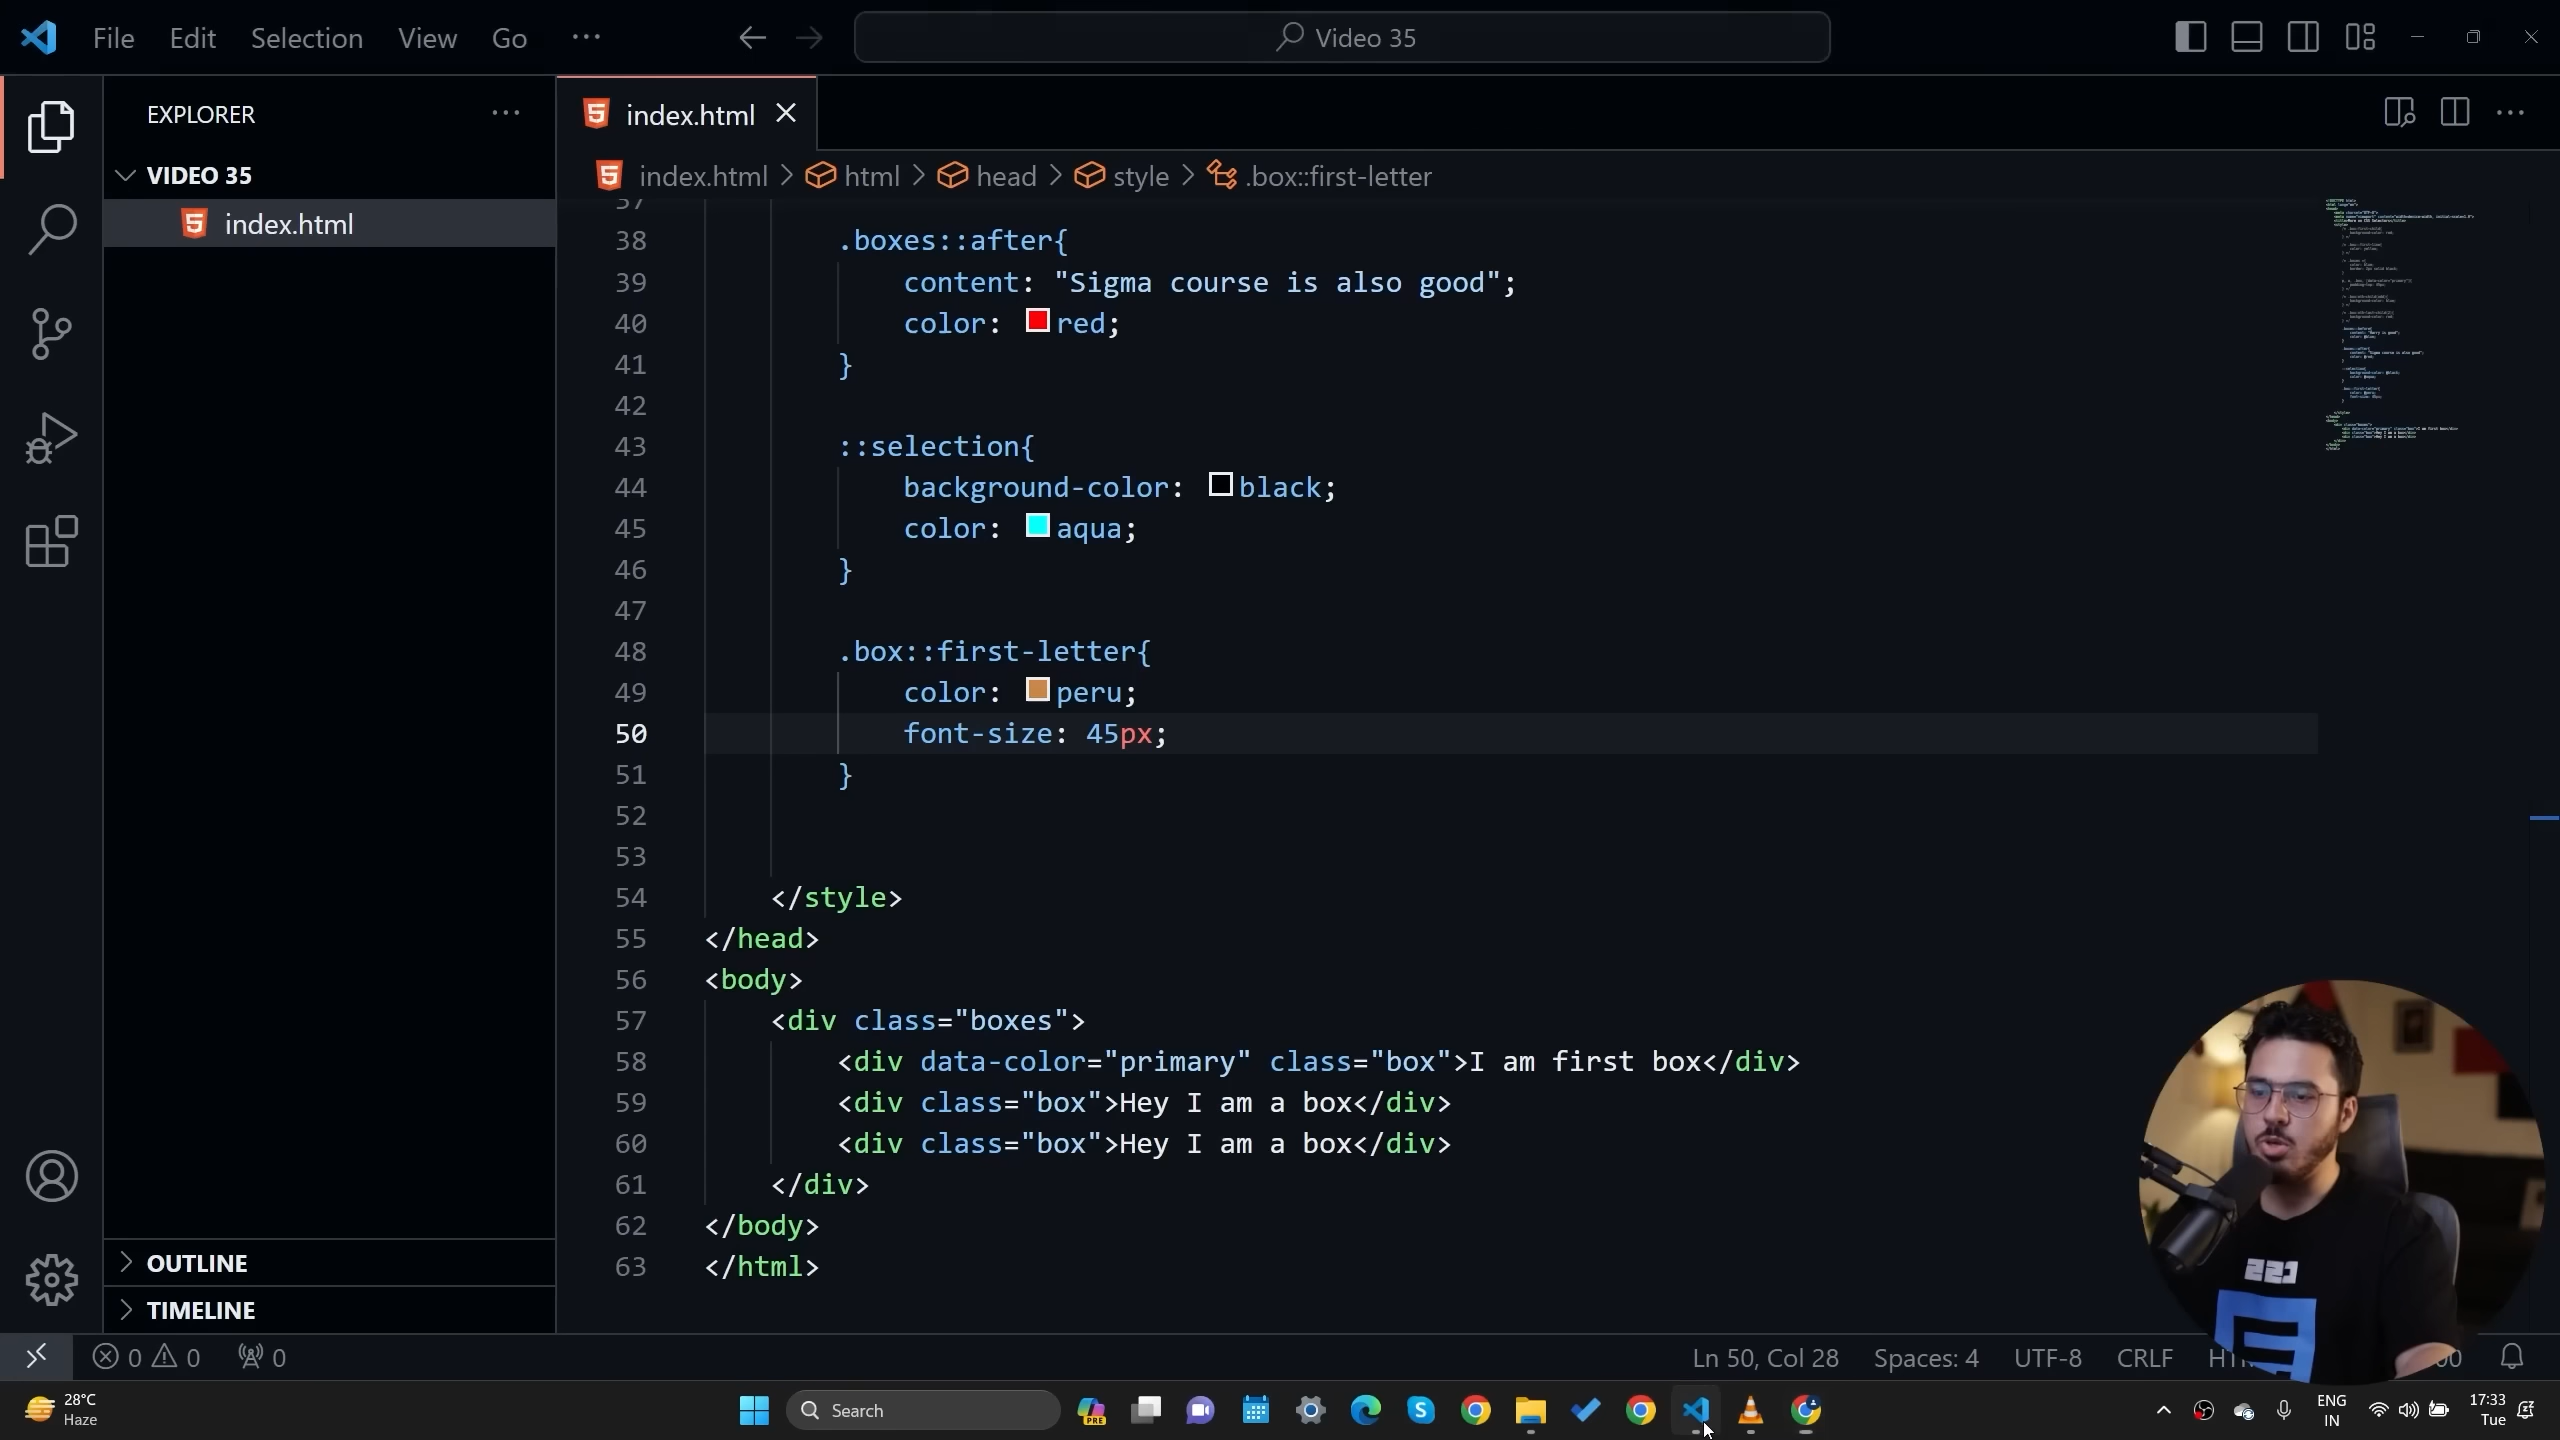 File Edit Selection View Go ··· Video 35
EXPLORER ···
VIDEO 35
index.html
OUTLINE
TIMELINE
index.html
index.html > html > head > style > .box::first-letter
37
38 .boxes::after{
39 content: "Sigma course is also good";
40 color: red;
41 }
42
43 ::selection{
44 background-color: black;
45 color: aqua;
46 }
47
48 .box::first-letter{
49 color: peru;
50 font-size: 45px;
51 }
52
53
54 </style>
55 </head>
56 <body>
57 <div class="boxes">
58 <div data-color="primary" class="box">I am first box</div>
59 <div class="box">Hey I am a box</div>
60 <div class="box">Hey I am a box</div>
61 </div>
62 </body>
63 </html>
0 0 0 Ln 50, Col 28 Spaces: 4 UTF-8 CRLF
28°C
Haze
Search
PRE
ENG
IN
17:33
Tue